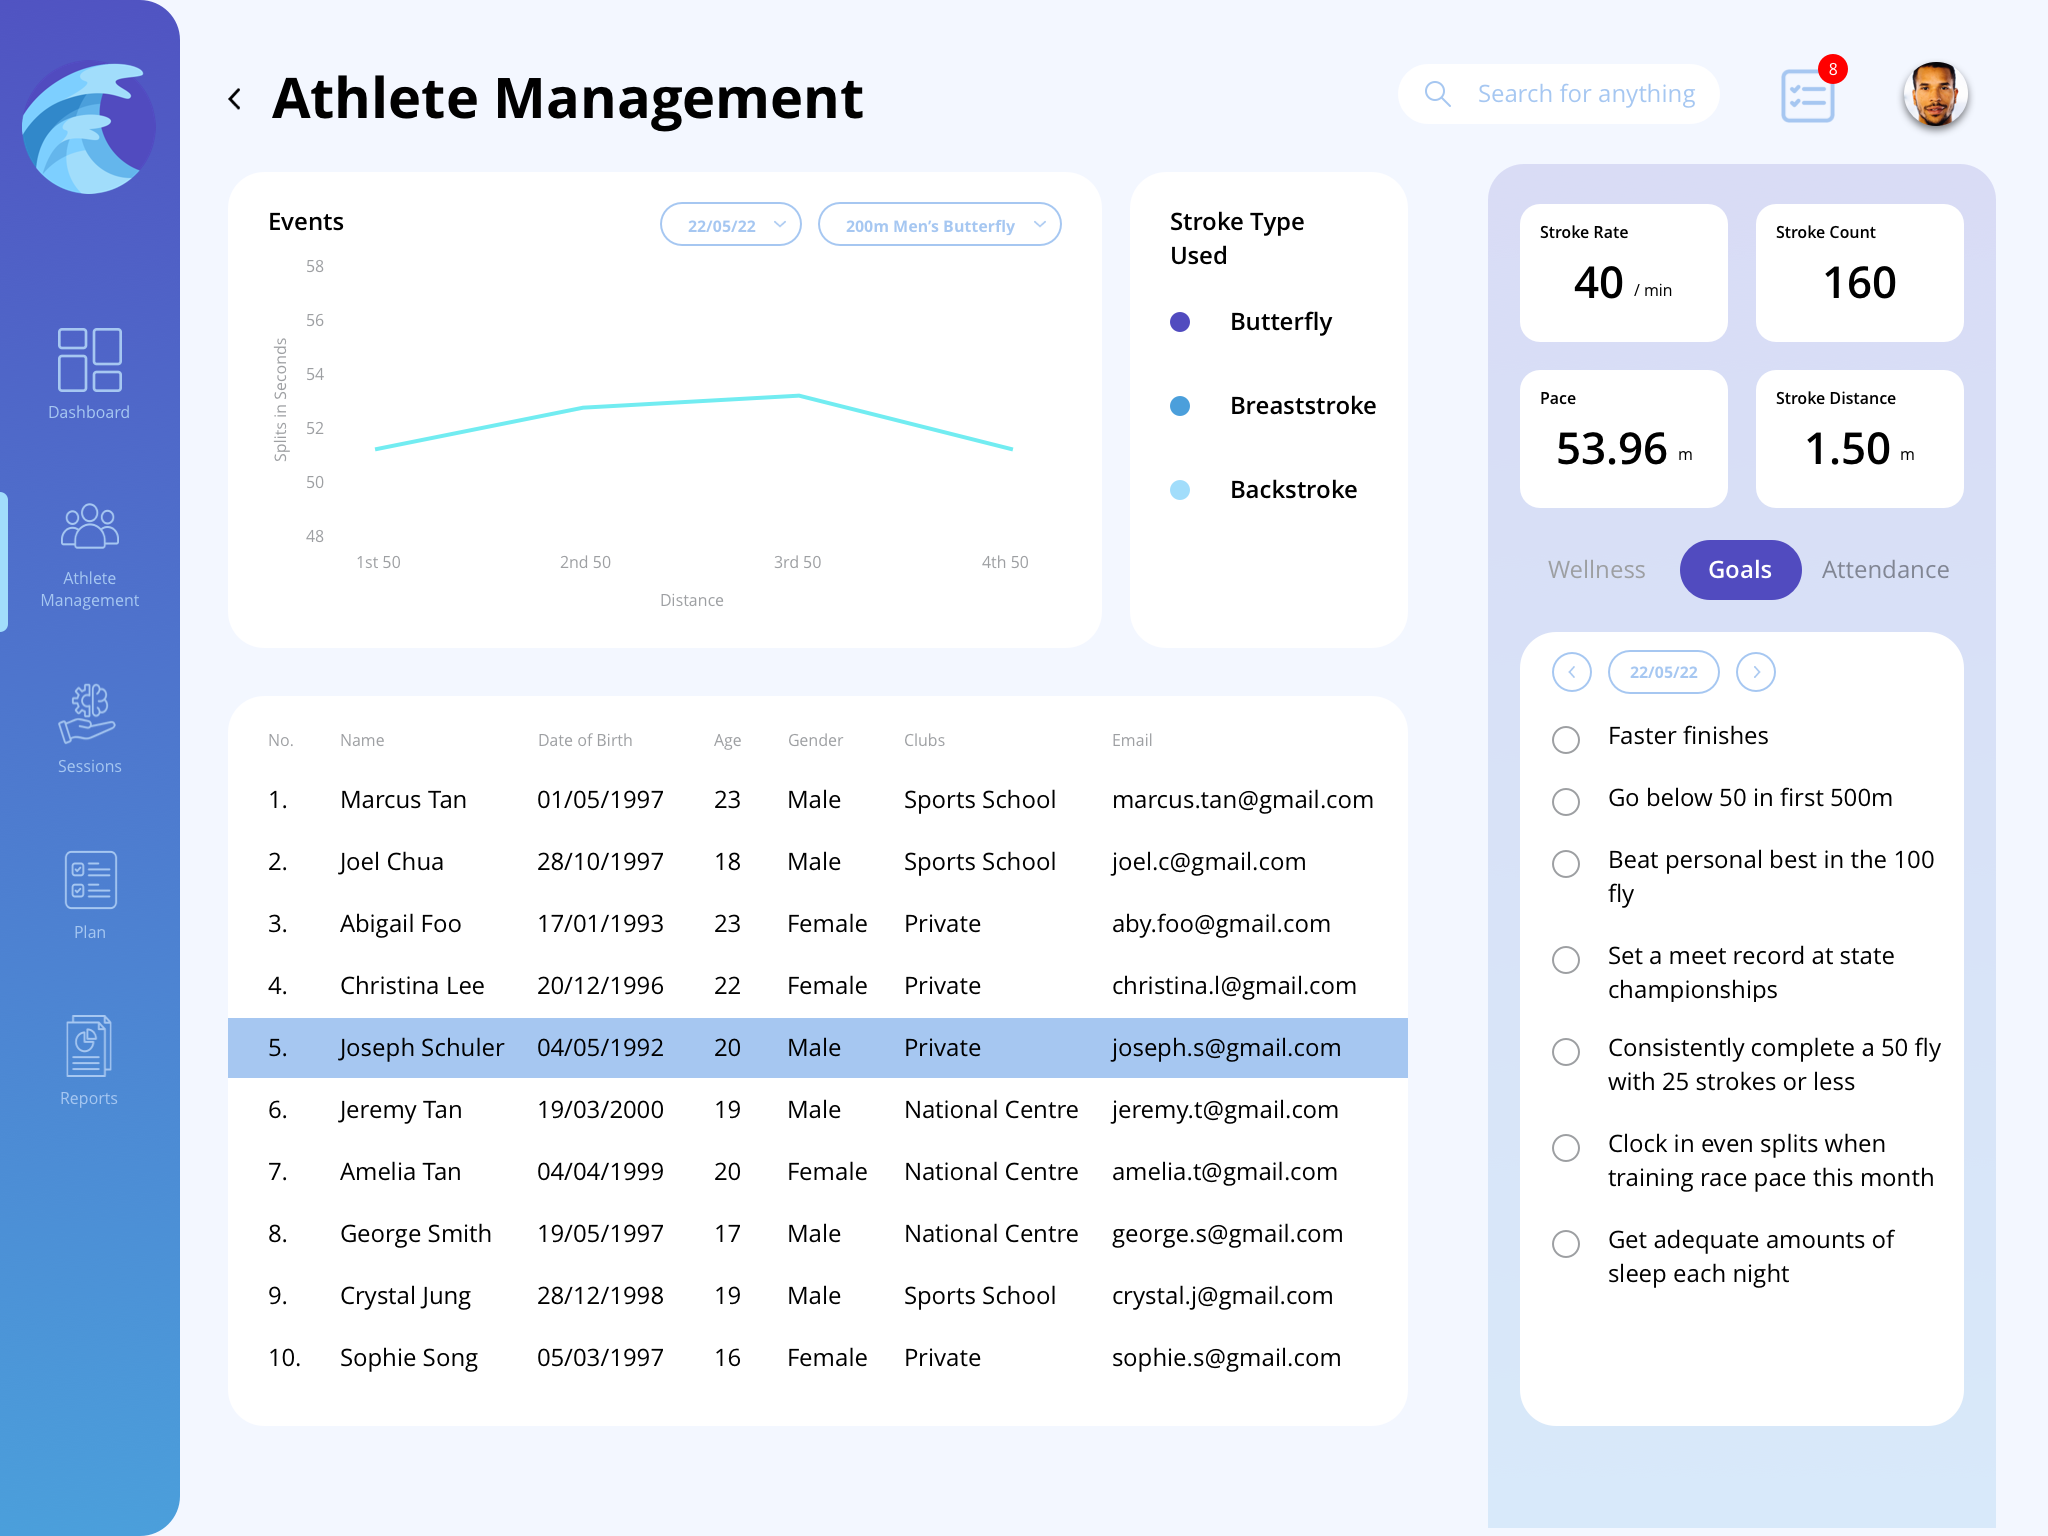 Athlete Management
Search for anything
8
Dashboard
Athlete
Management
Sessions
Plan
Reports
Events
22/05/22
200m Men's Butterfly
58
56
54
52
50
48
Splits in Seconds
1st 50
2nd 50
3rd 50
4th 50
Distance
Stroke Type
Used
Butterfly
Breaststroke
Backstroke
Stroke Rate
40 / min
Stroke Count
160
Pace
53.96 m
Stroke Distance
1.50 m
Wellness
Goals
Attendance
22/05/22
Faster finishes
Go below 50 in first 500m
Beat personal best in the 100
fly
Set a meet record at state
championships
Consistently complete a 50 fly
with 25 strokes or less
Clock in even splits when
training race pace this month
Get adequate amounts of
sleep each night
No. Name Date of Birth Age Gender Clubs Email
1. Marcus Tan 01/05/1997 23 Male Sports School marcus.tan@gmail.com
2. Joel Chua 28/10/1997 18 Male Sports School joel.c@gmail.com
3. Abigail Foo 17/01/1993 23 Female Private aby.foo@gmail.com
4. Christina Lee 20/12/1996 22 Female Private christina.l@gmail.com
5. Joseph Schuler 04/05/1992 20 Male Private joseph.s@gmail.com
6. Jeremy Tan 19/03/2000 19 Male National Centre jeremy.t@gmail.com
7. Amelia Tan 04/04/1999 20 Female National Centre amelia.t@gmail.com
8. George Smith 19/05/1997 17 Male National Centre george.s@gmail.com
9. Crystal Jung 28/12/1998 19 Male Sports School crystal.j@gmail.com
10. Sophie Song 05/03/1997 16 Female Private sophie.s@gmail.com